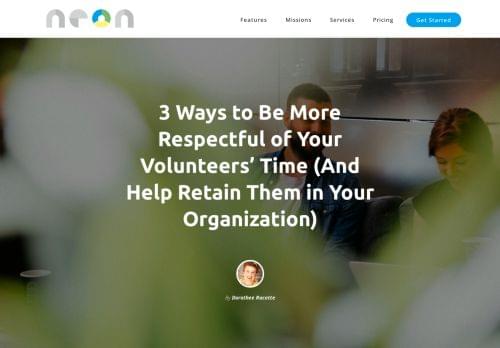 neon
Features
Missions
Services
Pricing
Get Started
3 Ways to Be More
Respectful of Your
Volunteers’ Time (And
Help Retain Them in Your
Organization)
by Dorothee Racette